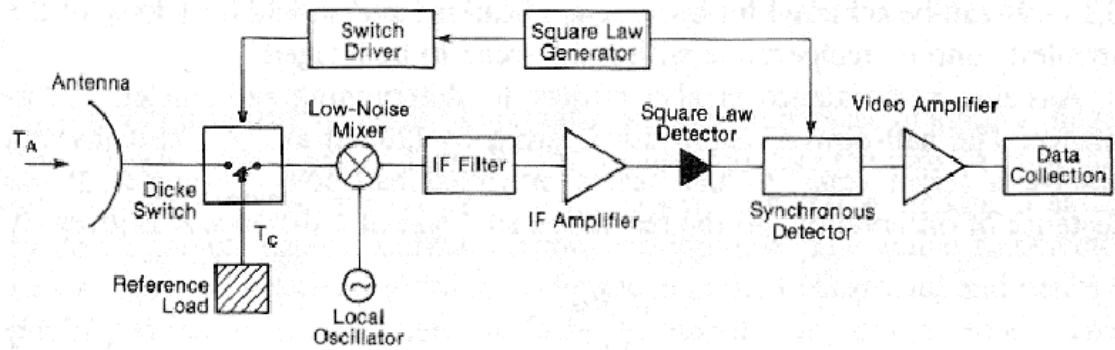 Switch
Driver
Square Law
Generator
Antenna
Low-Noise
Mixer
Square Law
Detector
Video Amplifier
T_A
IF Filter
Data
Collection
Dicke
Switch
IF Amplifier
Synchronous
Detector
T_C
Reference
Load
Local
Oscillator